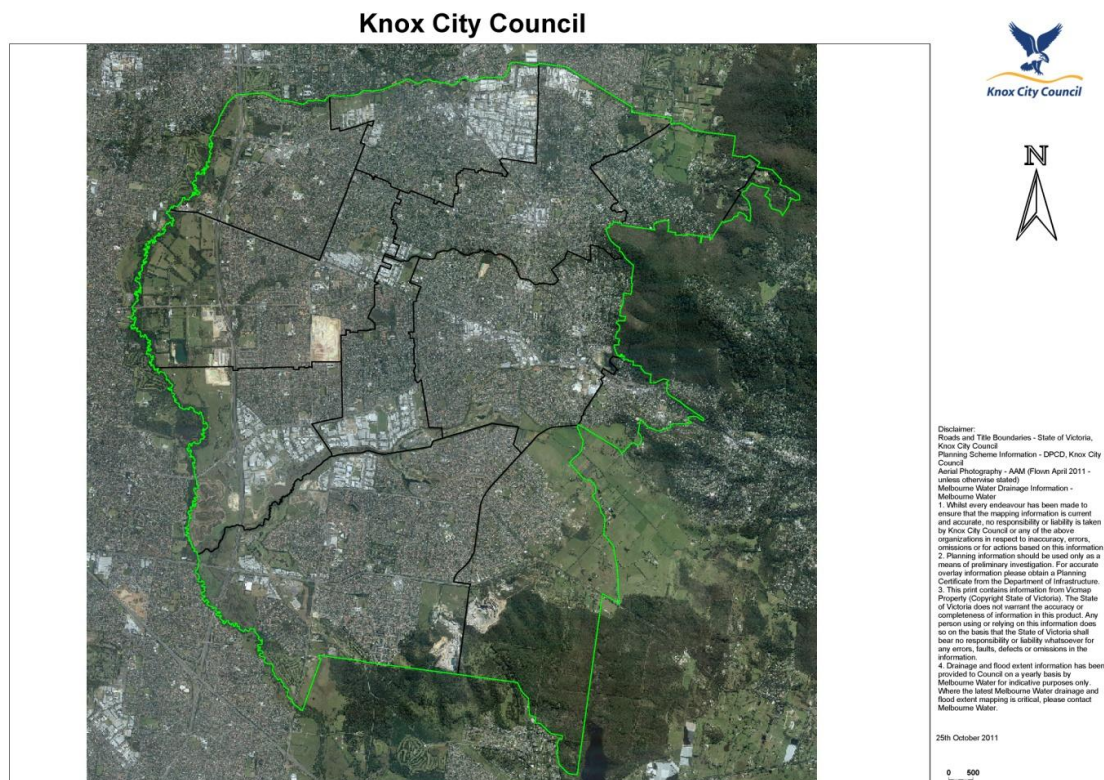 Knox City Council
Knox City Council
N
Disclaimer:
Roads and Title Boundaries - State of Victoria,
Knox City Council
Planning Scheme Information - DPCD, Knox City
Council
Aerial Photography - AAM (Flown April 2011 -
unless otherwise stated)
Melbourne Water Drainage Information -
Melbourne Water
1. Whilst every endeavour has been made to
ensure that the mapping information is current
and accurate, no responsibility or liability is taken
by Knox City Council or any of the above
organizations in respect to inaccuracy, errors,
omissions or for actions based on this information.
2. Planning information should be used only as a
means of preliminary investigation. For accurate
overlay information please obtain a Planning
Certificate from the Department of Infrastructure.
3. This print contains information from Vicmap
Property (Copyright State of Victoria). The State
of Victoria does not warrant the accuracy or
completeness of information in this product. Any
person using or relying on this information does
so on the basis that the State of Victoria shall
bear no responsibility or liability whatsoever for
any errors, faults, defects or omissions in the
information.
4. Drainage and flood extent information has been
provided to Council on a yearly basis by
Melbourne Water for indicative purposes only.
Where the latest Melbourne Water drainage and
flood extent mapping is critical, please contact
Melbourne Water.
25th October 2011
0 500